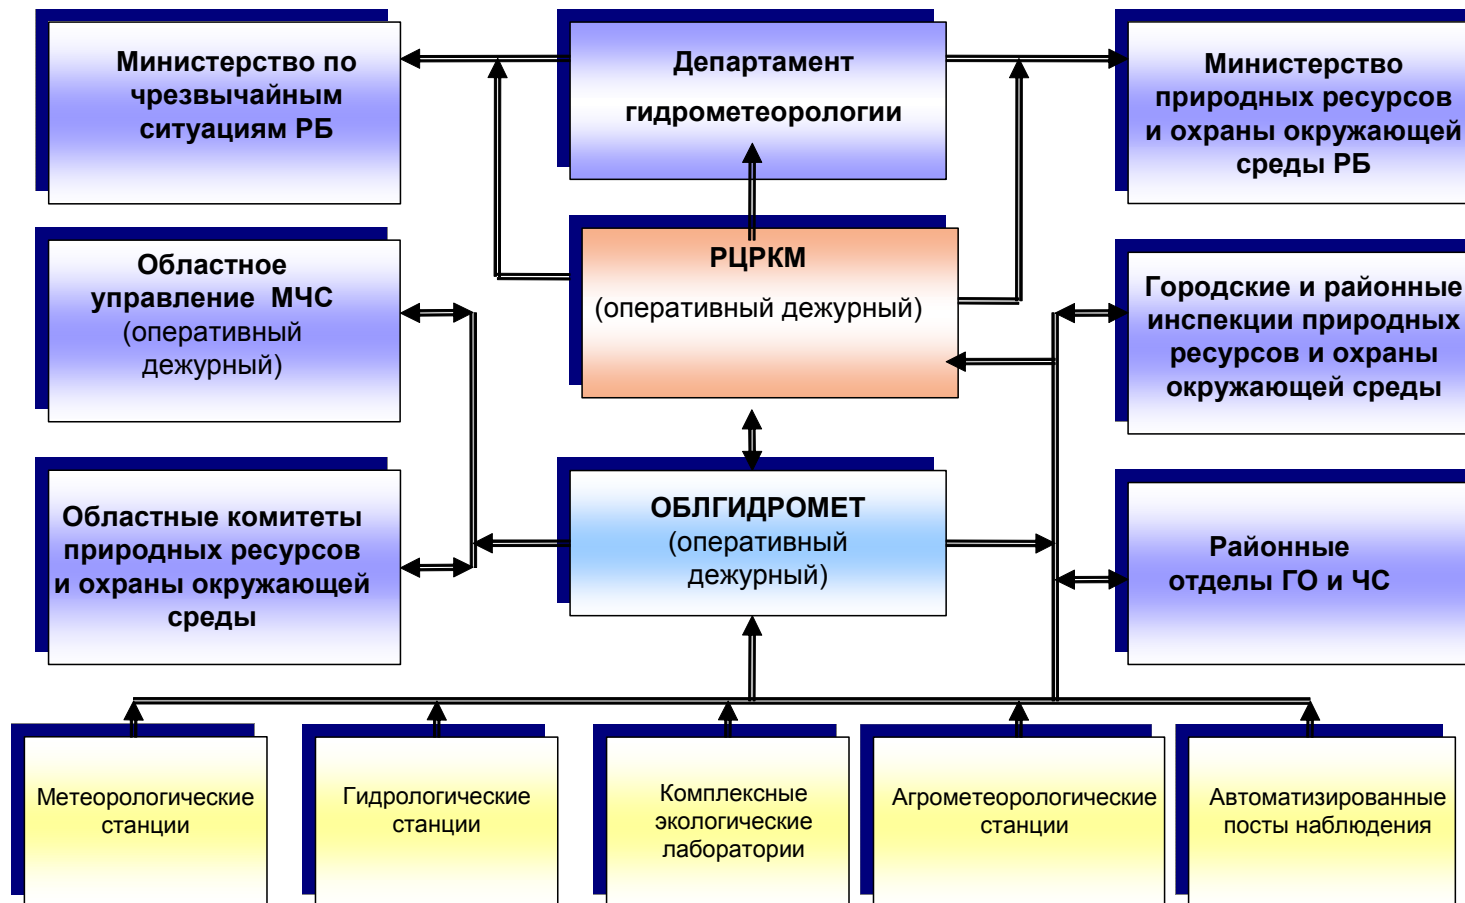 Министерство по
чрезвычайным
ситуациям РБ
Департамент
гидрометеорологии
Министерство
природных ресурсов
и охраны окружающей
среды РБ
Областное
управление МЧС
(оперативный
дежурный)
РЦРКМ
(оперативный дежурный)
Городские и районные
инспекции природных
ресурсов и охраны
окружающей среды
Областные комитеты
природных ресурсов
и охраны окружающей
среды
ОБЛГИДРОМЕТ
(оперативный
дежурный)
Районные
отделы ГО и ЧС
Метеорологические
станции
Гидрологические
станции
Комплексные
экологические
лаборатории
Агрометеорологические
станции
Автоматизированные
посты наблюдения